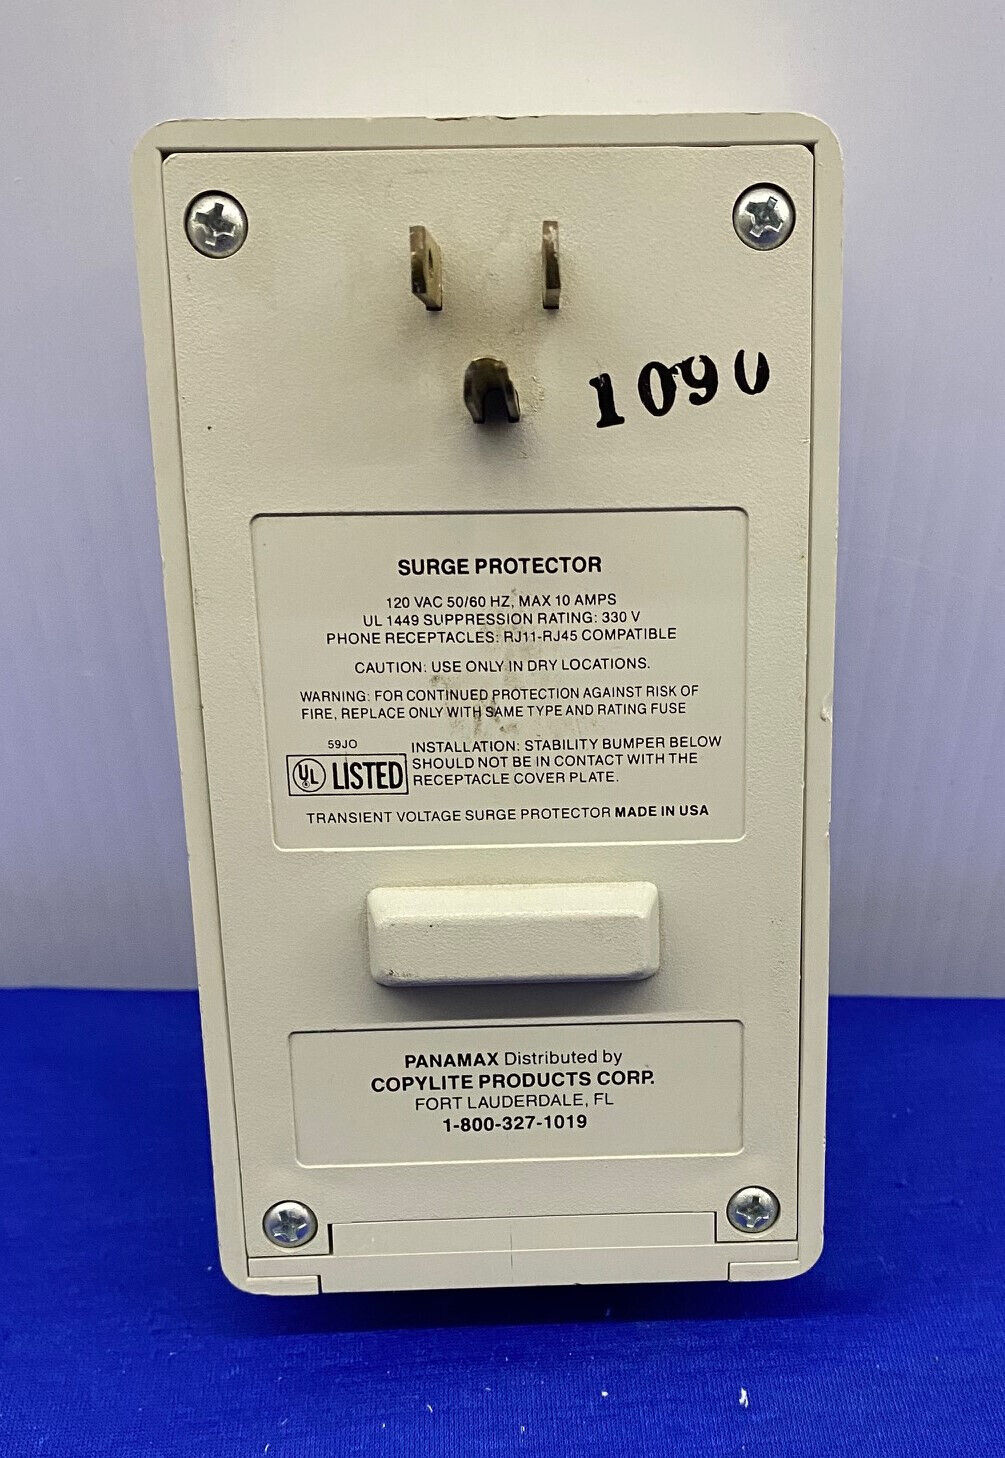 1090
SURGE PROTECTOR
120 VAC 50/60 HZ, MAX 10 AMPS
UL 1449 SUPPRESSION RATING: 330 V
PHONE RECEPTACLES: RJ11-RJ45 COMPATIBLE
CAUTION: USE ONLY IN DRY LOCATIONS.
WARNING: FOR CONTINUED PROTECTION AGAINST RISK OF
FIRE, REPLACE ONLY WITH SAME TYPE AND RATING FUSE
59JO
UL LISTED
INSTALLATION: STABILITY BUMPER BELOW
SHOULD NOT BE IN CONTACT WITH THE
RECEPTACLE COVER PLATE.
TRANSIENT VOLTAGE SURGE PROTECTOR MADE IN USA
PANAMAX Distributed by
COPYLITE PRODUCTS CORP.
FORT LAUDERDALE, FL
1-800-327-1019